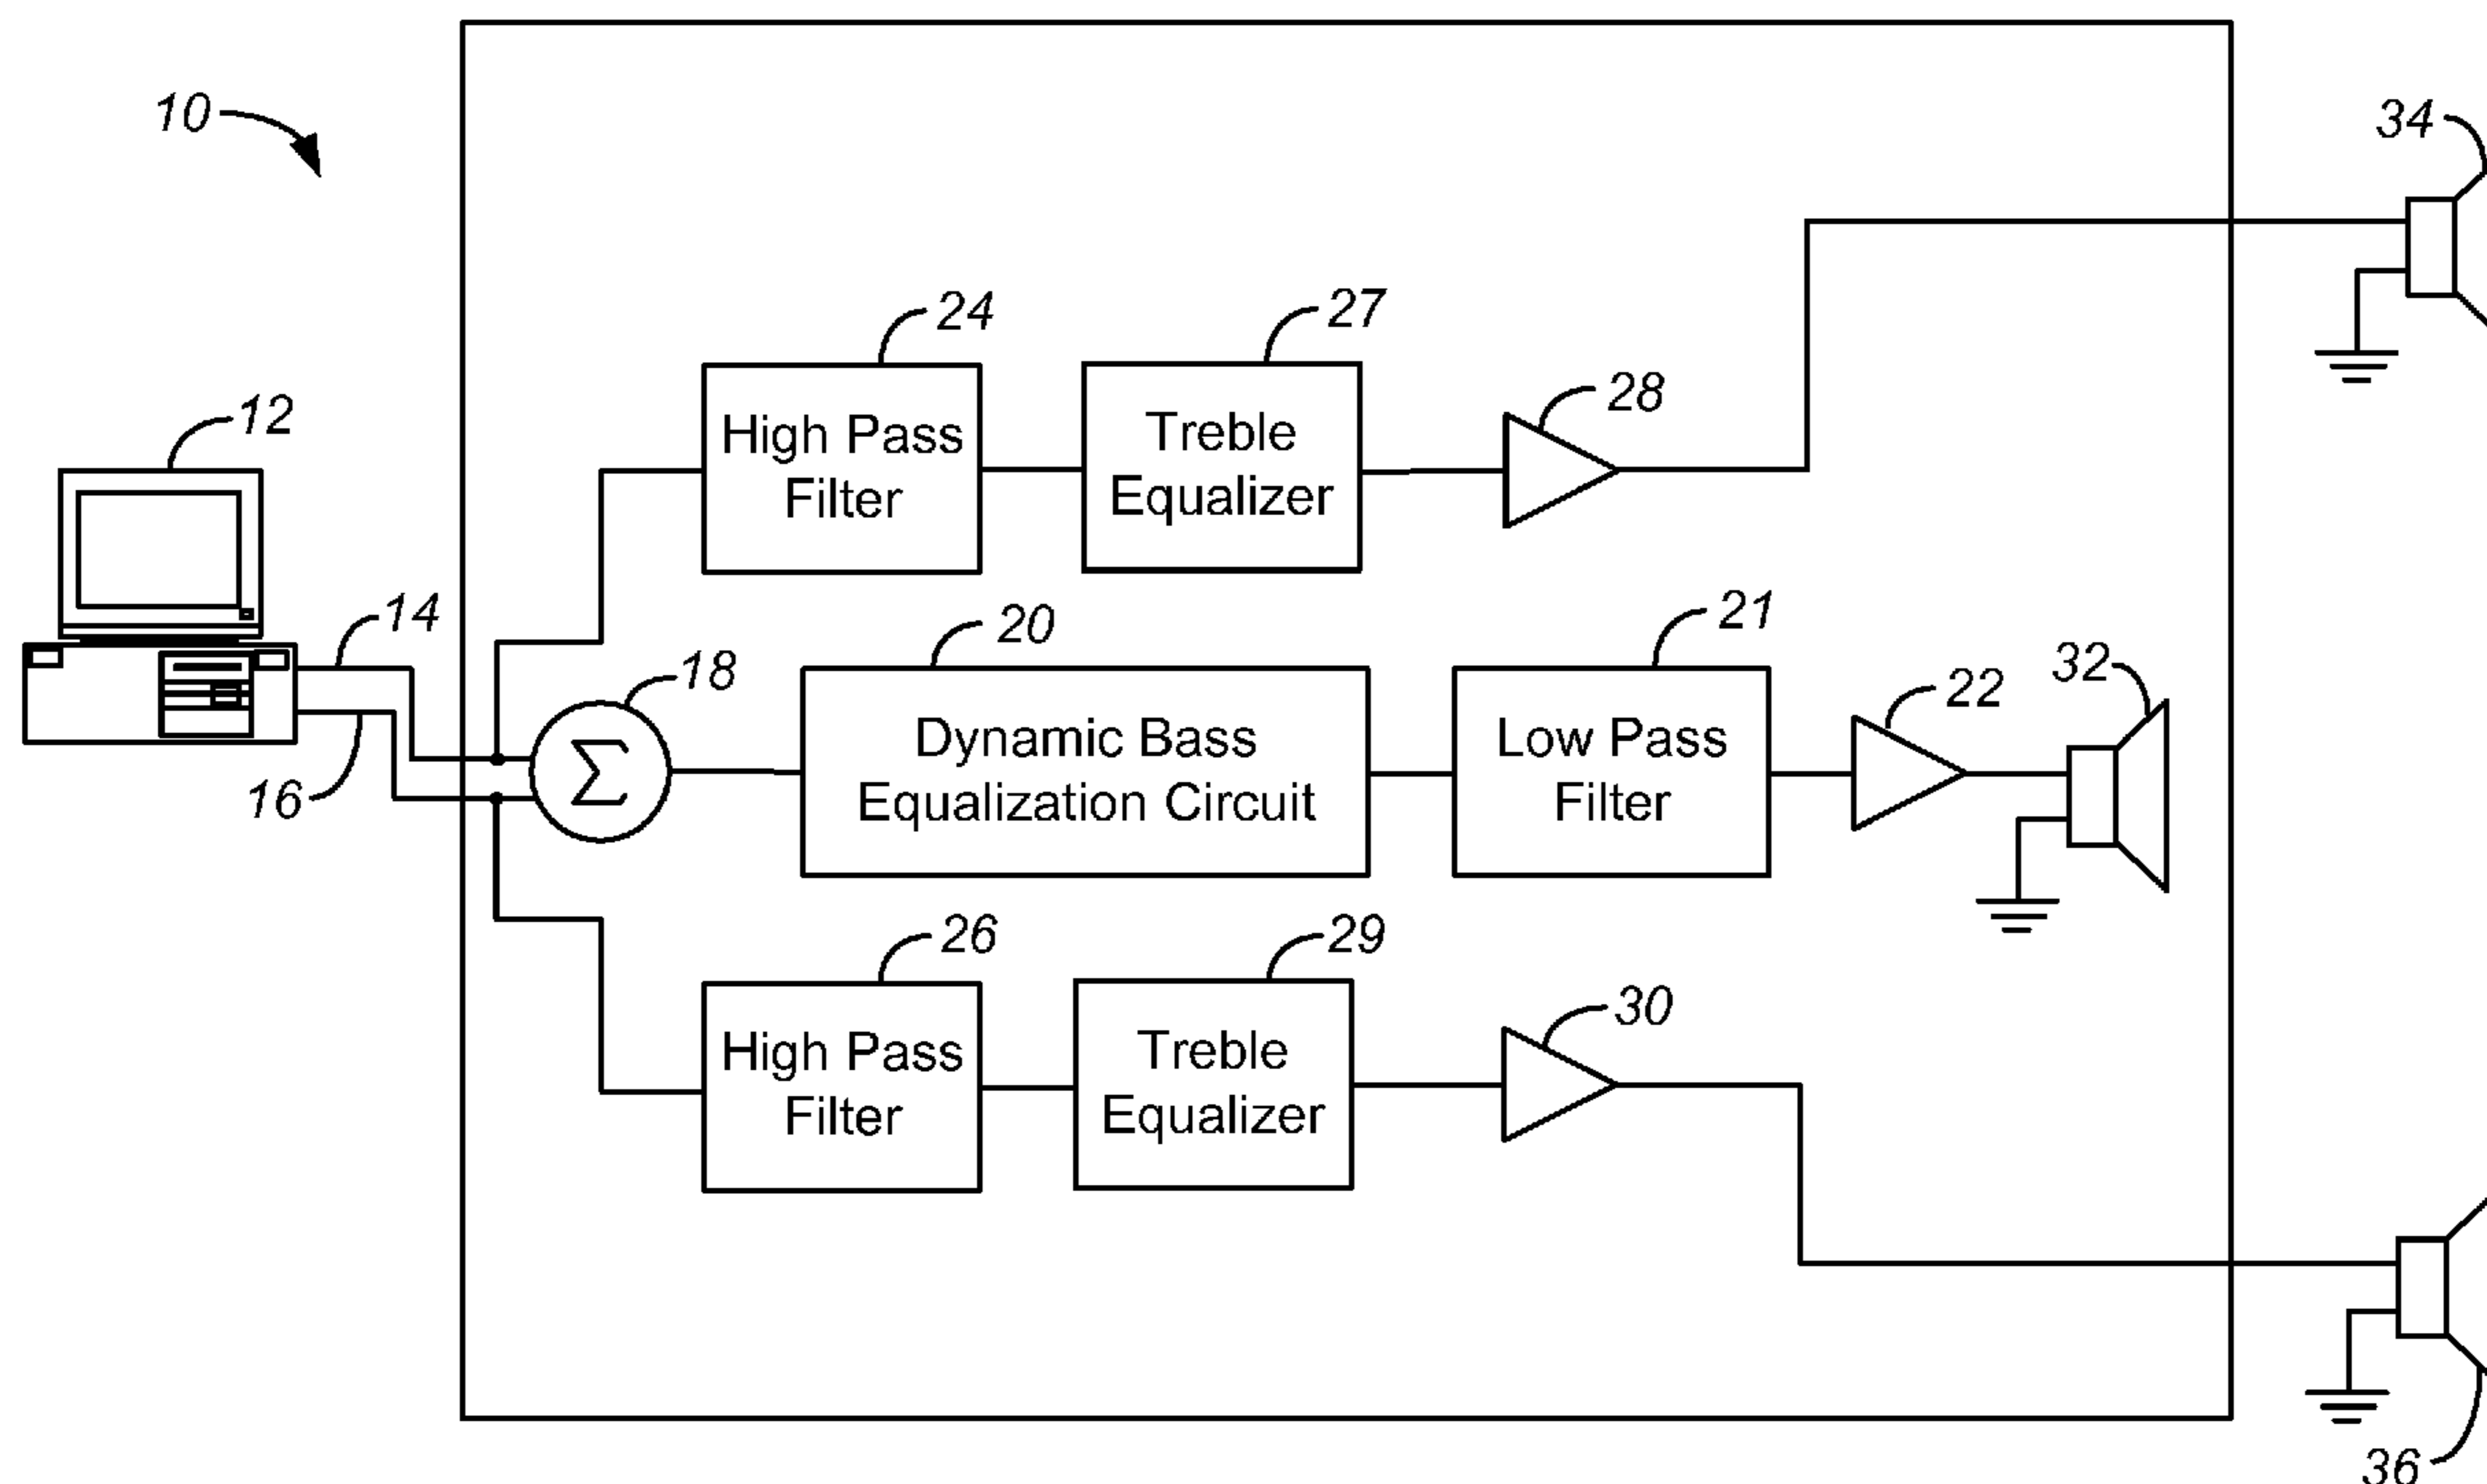 10
34
24
27
12
28
High Pass
Filter
Treble
Equalizer
14
20
21
18
22
32
Σ
Dynamic Bass
Equalization Circuit
Low Pass
Filter
16
26
29
30
High Pass
Filter
Treble
Equalizer
36